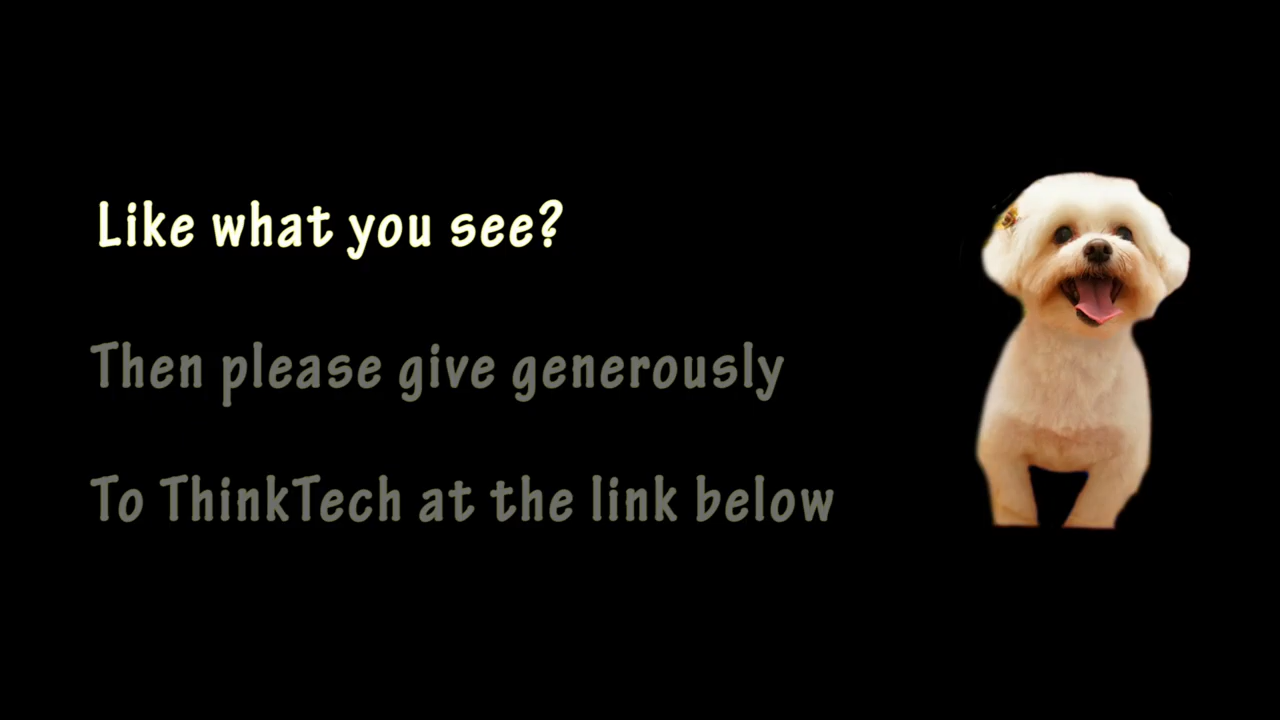 Like what you see?
Then please give generously
To ThinkTech at the link below